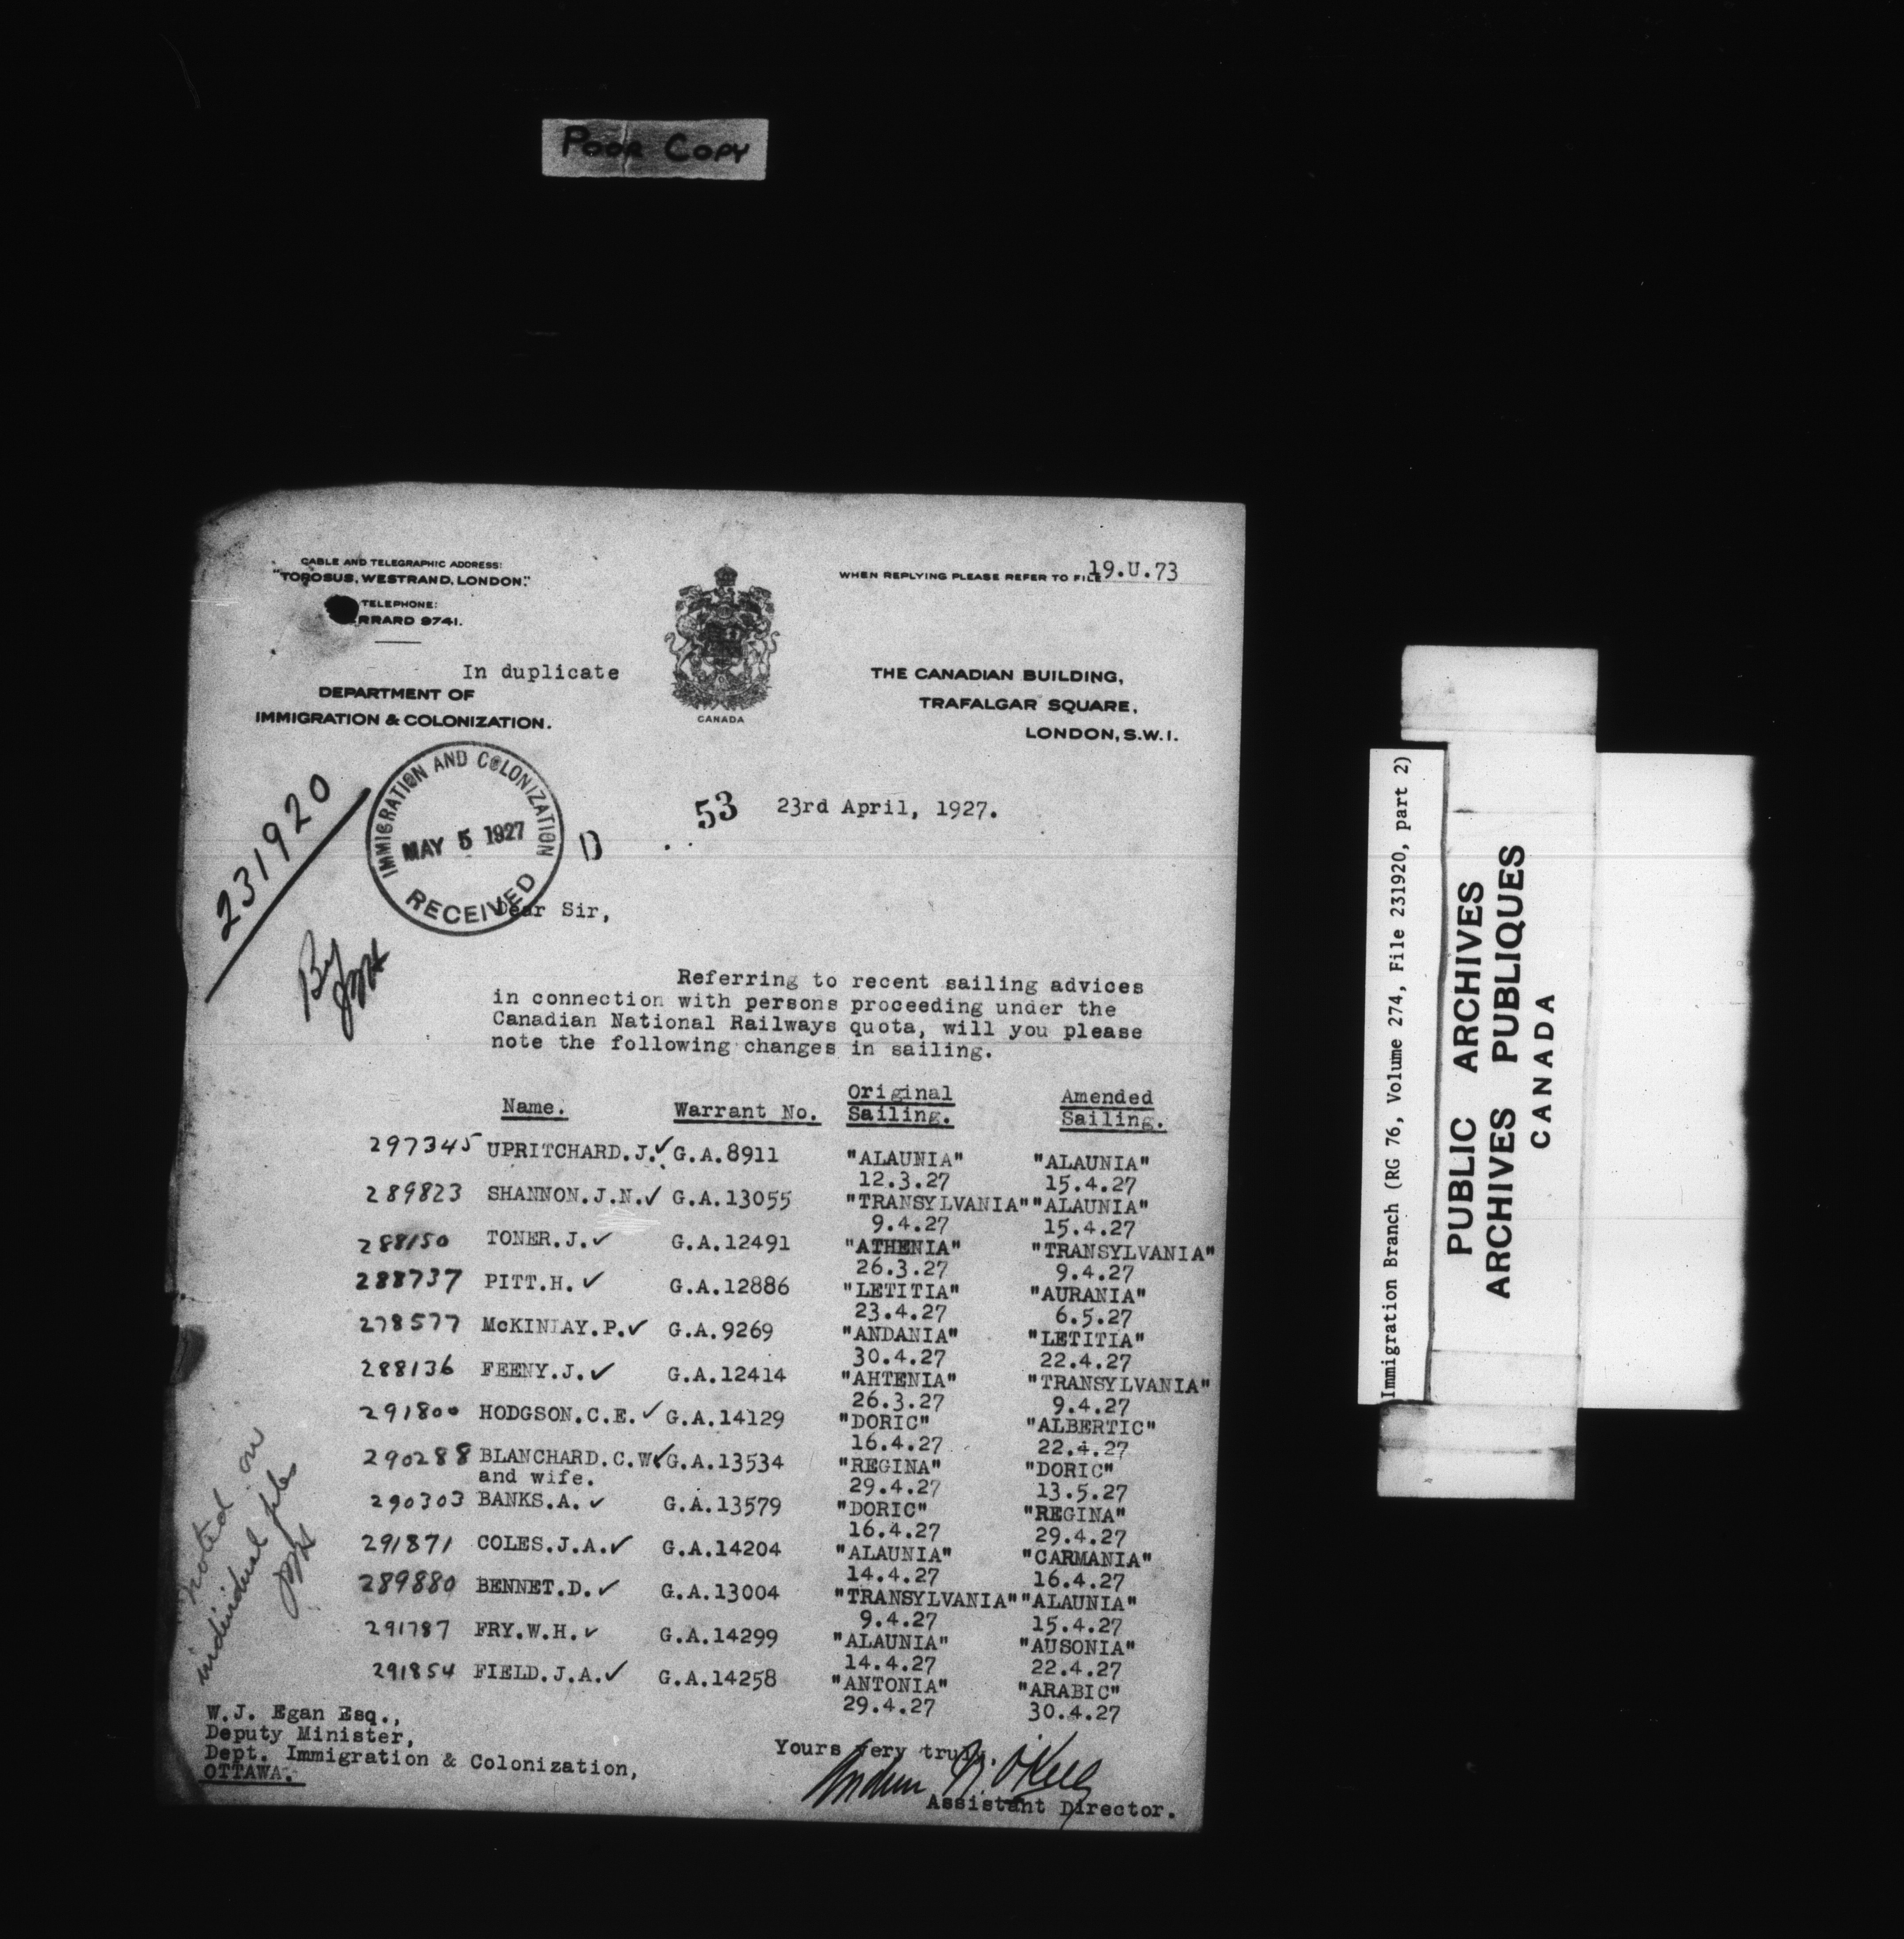 POOR COPY
CABLE AND TELEGRAPHIC ADDRESS:
"TOROSUS, WESTRAND, LONDON."
TELEPHONE:
RRARD 9741.
WHEN REPLYING PLEASE REFER TO FILE 19.U.73
CANADA
In duplicate
DEPARTMENT OF
IMMIGRATION & COLONIZATION.
THE CANADIAN BUILDING,
TRAFALGAR SQUARE,
LONDON, S.W.1.
231920
IMMIGRATION AND COLONIZATION
MAY 5 1927
RECEIVED
D
53 23rd April, 1927.
By
Dear Sir,
Referring to recent sailing advices
in connection with persons proceeding under the
Canadian National Railways quota, will you please
note the following changes in sailing.
Name. Warrant No. Original Sailing. Amended Sailing.
297345 UPRITCHARD.J.✓ G.A.8911 "ALAUNIA" "ALAUNIA"
12.3.27 15.4.27
289823 SHANNON.J.N.✓ G.A.13055 "TRANSYLVANIA" "ALAUNIA"
9.4.27 15.4.27
288150 TONER.J.✓ G.A.12491 "ATHENIA" "TRANSYLVANIA"
26.3.27 9.4.27
288737 PITT.H.✓ G.A.12886 "LETITIA" "AURANIA"
23.4.27 6.5.27
278577 McKINLAY.P.✓ G.A.9269 "ANDANIA" "LETITIA"
30.4.27 22.4.27
288136 FEENY.J.✓ G.A.12414 "AHTENIA" "TRANSYLVANIA"
26.3.27 9.4.27
291800 HODGSON.C.E.✓ G.A.14129 "DORIC" "ALBERTIC"
16.4.27 22.4.27
290288 BLANCHARD.C.W✓ G.A.13534 "REGINA" "DORIC"
and wife. 29.4.27 13.5.27
290303 BANKS.A.✓ G.A.13579 "DORIC" "REGINA"
16.4.27 29.4.27
291871 COLES.J.A.✓ G.A.14204 "ALAUNIA" "CARMANIA"
14.4.27 16.4.27
289880 BENNET.D.✓ G.A.13004 "TRANSYLVANIA" "ALAUNIA"
9.4.27 15.4.27
291787 FRY.W.H.✓ G.A.14299 "ALAUNIA" "AUSONIA"
14.4.27 22.4.27
291854 FIELD.J.A.✓ G.A.14258 "ANTONIA" "ARABIC"
29.4.27 30.4.27
noted on
individual files
W.J. Egan Esq.,
Deputy Minister,
Dept. Immigration & Colonization,
OTTAWA.
Yours very truly.
Assistant Director.
Immigration Branch (RG 76, Volume 274, File 231920, part 2)
PUBLIC ARCHIVES
ARCHIVES PUBLIQUES
CANADA